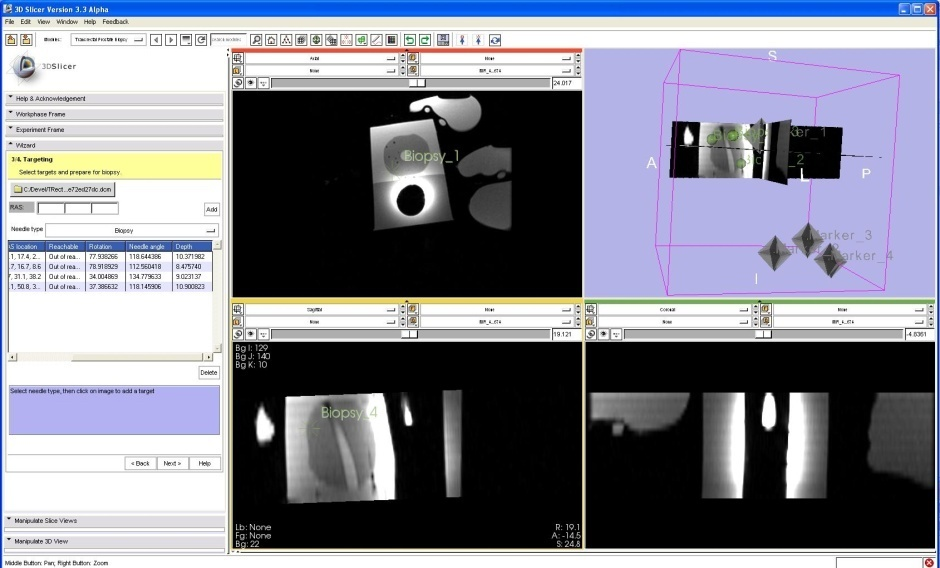 3D Slicer Version 3.3 Alpha
File Edit View Window Help Feedback
Modules: Transrectal Prostate Biopsy
3DSlicer
Help & Acknowledgement
Workphase Frame
Experiment Frame
Wizard
3/4. Targeting
Select targets and prepare for biopsy.
C:/Devel/TRect...e72ed27dc.dcm
RAS:
Add
Needle type
Biopsy
S location Reachable Rotation Needle angle Depth
.1, 17.4, 2... Out of rea... 77.938266 118.644386 10.371982
.7, 16.7, 8.6 Out of rea... 78.918929 112.560418 8.475740
7, 31.1, 38.2 Out of rea... 34.004869 134.779633 9.023137
.1, 50.8, 3... Out of rea... 37.386632 118.145906 10.900823
Delete
Select needle type, then click on image to add a target
< Back Next > Help
Manipulate Slice Views
Manipulate 3D View
Middle Button: Pan; Right Button: Zoom
Axial None
None
24.017
Biopsy_1
S
A
P
L
I
ker_1
_2
Marker_3
Marker_4
Sagittal None
None
19.121
Bg I: 129
Bg J: 140
Bg K: 10
Biopsy_4
Lb: None
Fg: None
Bg: 22
R: 19.1
A: -14.5
S: 24.8
Coronal None
None
-4.8361